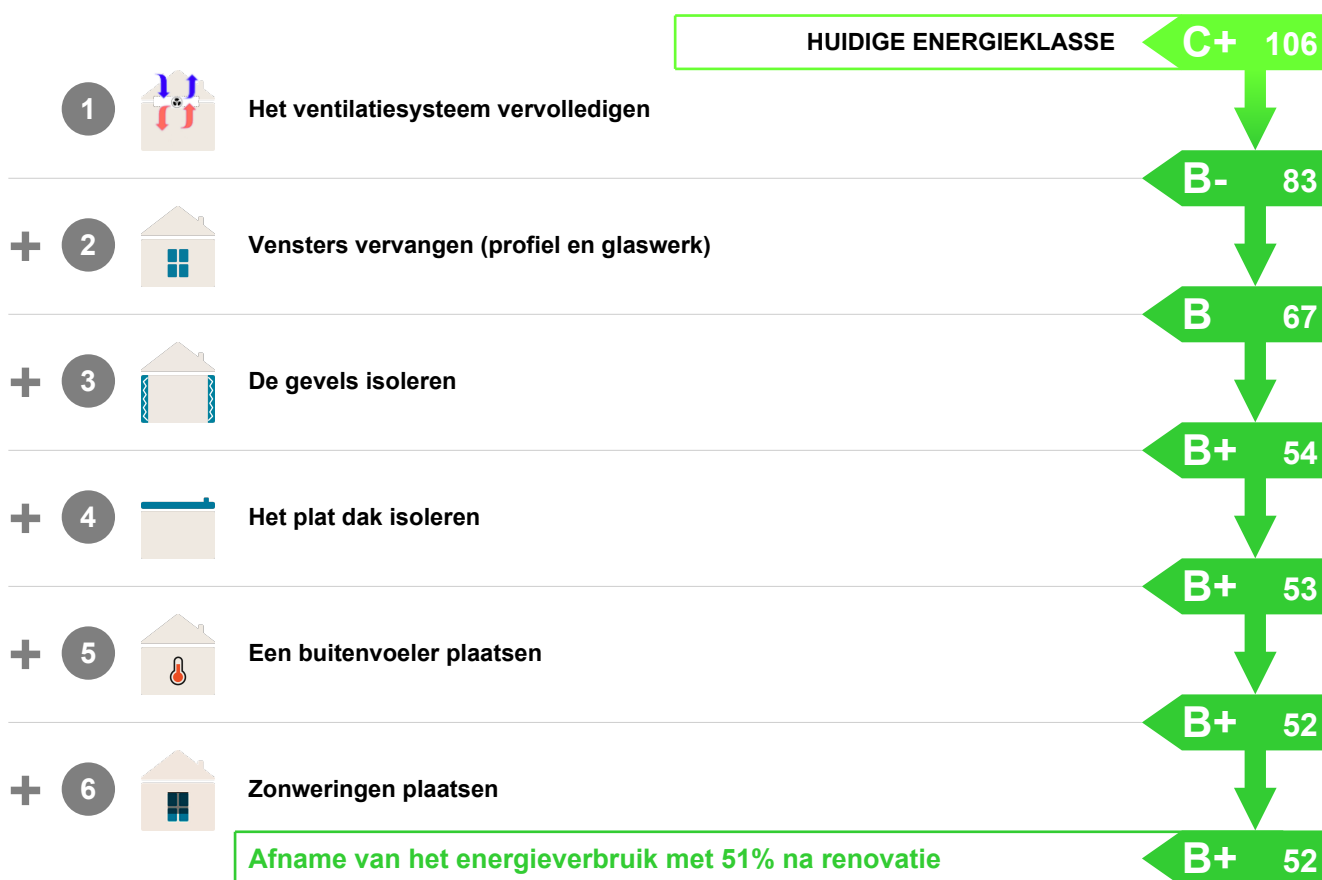 HUIDIGE ENERGIEKLASSE C+ 106
1 Het ventilatiesysteem vervolledigen
B- 83
+ 2 Vensters vervangen (profiel en glaswerk)
B 67
+ 3 De gevels isoleren
B+ 54
+ 4 Het plat dak isoleren
B+ 53
+ 5 Een buitenvoeler plaatsen
B+ 52
+ 6 Zonweringen plaatsen
Afname van het energieverbruik met 51% na renovatie B+ 52